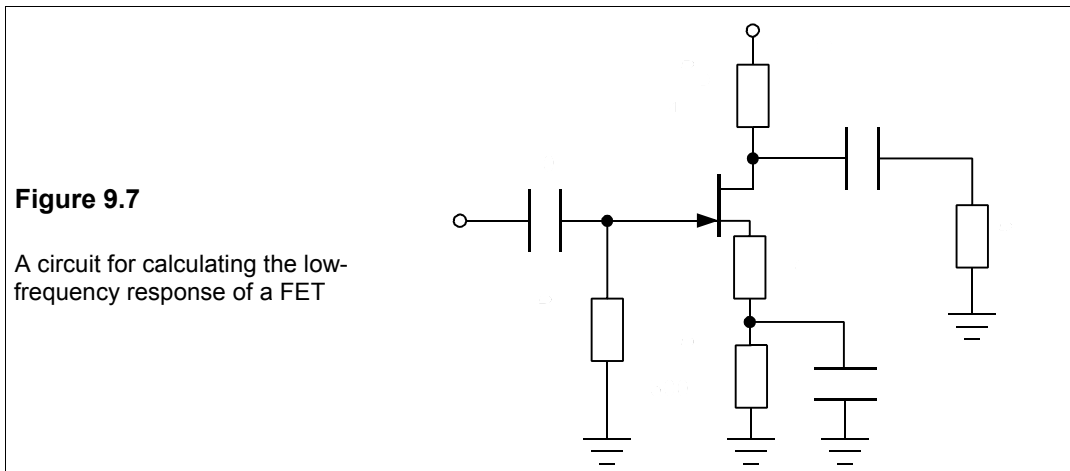 Figure 9.7
A circuit for calculating the low-
frequency response of a FET